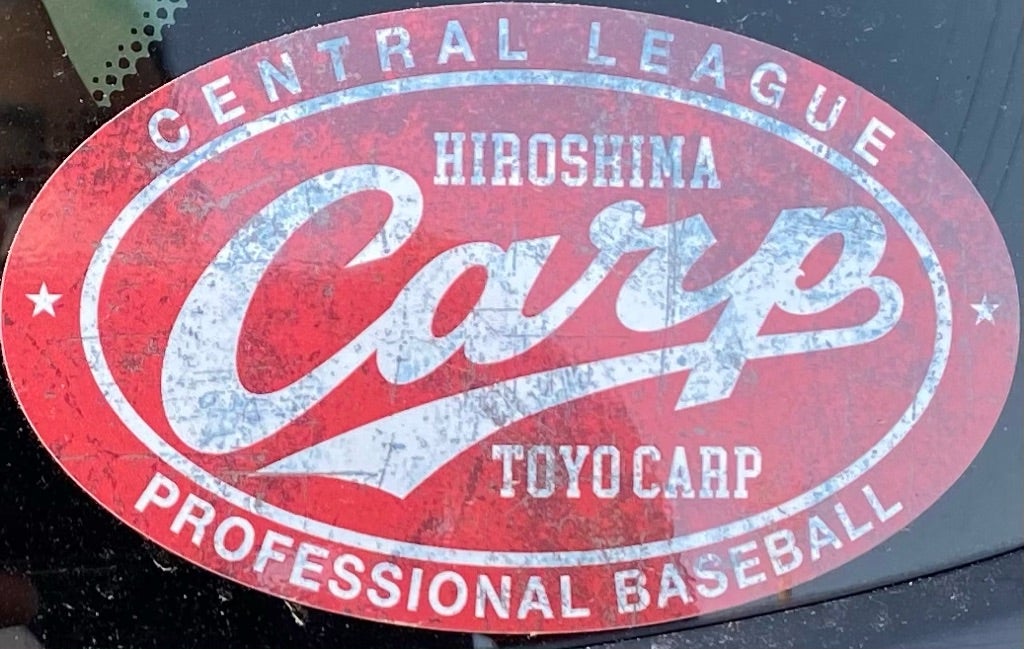 CENTRAL LEAGUE
HIROSHIMA
Carp
TOYO CARP
PROFESSIONAL BASEBALL